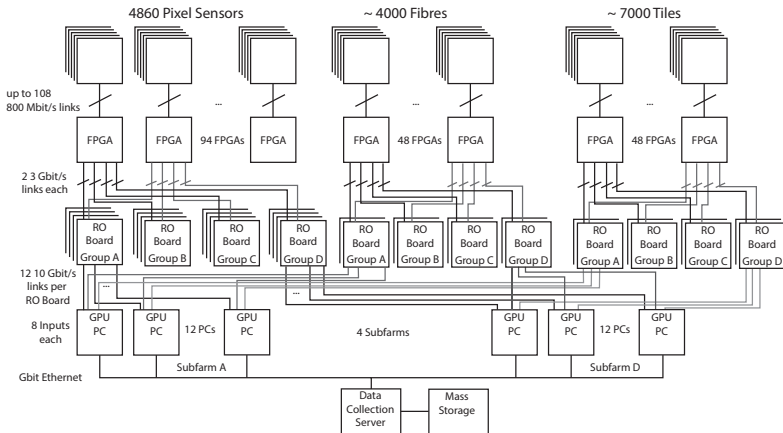 4860 Pixel Sensors
~ 4000 Fibres
~ 7000 Tiles
up to 108
800 Mbit/s links
...
...
...
FPGA
FPGA
94 FPGAs
FPGA
FPGA
48 FPGAs
FPGA
FPGA
48 FPGAs
FPGA
2 3 Gbit/s
links each
RO
Board
Group A
RO
Board
Group B
RO
Board
Group C
RO
Board
Group D
RO
Board
Group A
RO
Board
Group B
RO
Board
Group C
RO
Board
Group D
RO
Board
Group A
RO
Board
Group B
RO
Board
Group C
RO
Board
Group D
12 10 Gbit/s
links per
RO Board
...
...
8 Inputs
each
GPU
PC
GPU
PC
12 PCs
GPU
PC
4 Subfarms
GPU
PC
GPU
PC
12 PCs
GPU
PC
Subfarm A
Subfarm D
Gbit Ethernet
Data
Collection
Server
Mass
Storage